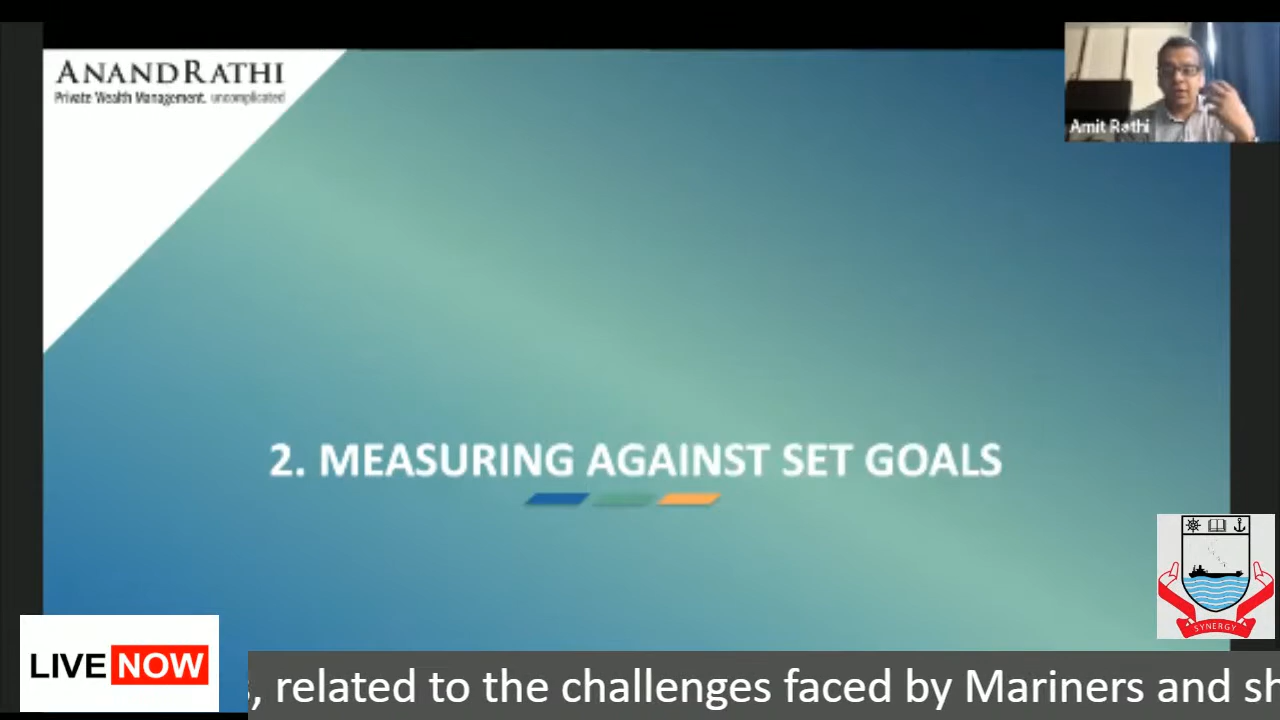 ANANDRATHI
Private Wealth Management. uncomplicated
Amit Rathi
2. MEASURING AGAINST SET GOALS
SYNERGY
LIVE NOW
, related to the challenges faced by Mariners and sh